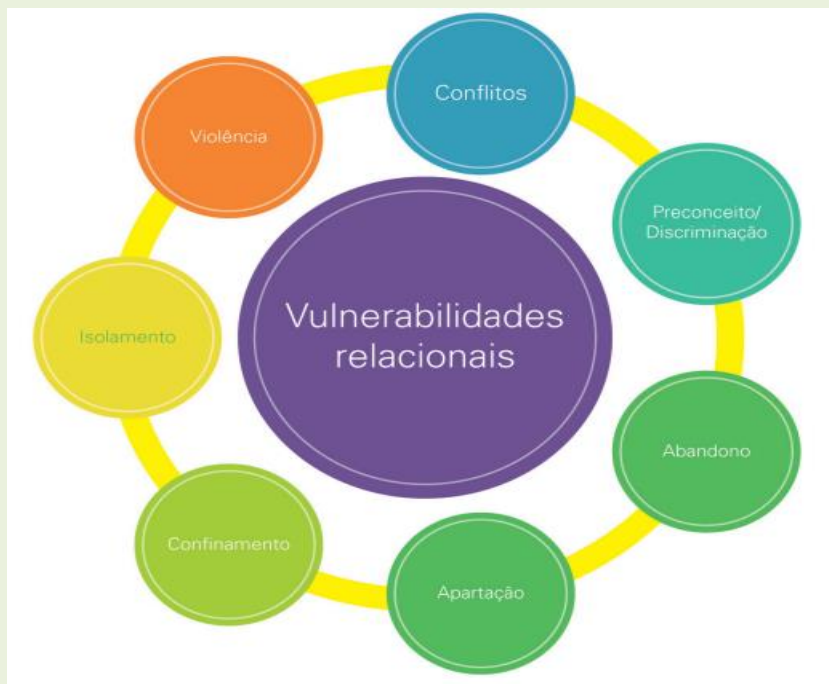 Conflitos
Violência
Preconceito/
Discriminação
Vulnerabilidades
relacionais
Isolamento
Abandono
Confinamento
Apartação